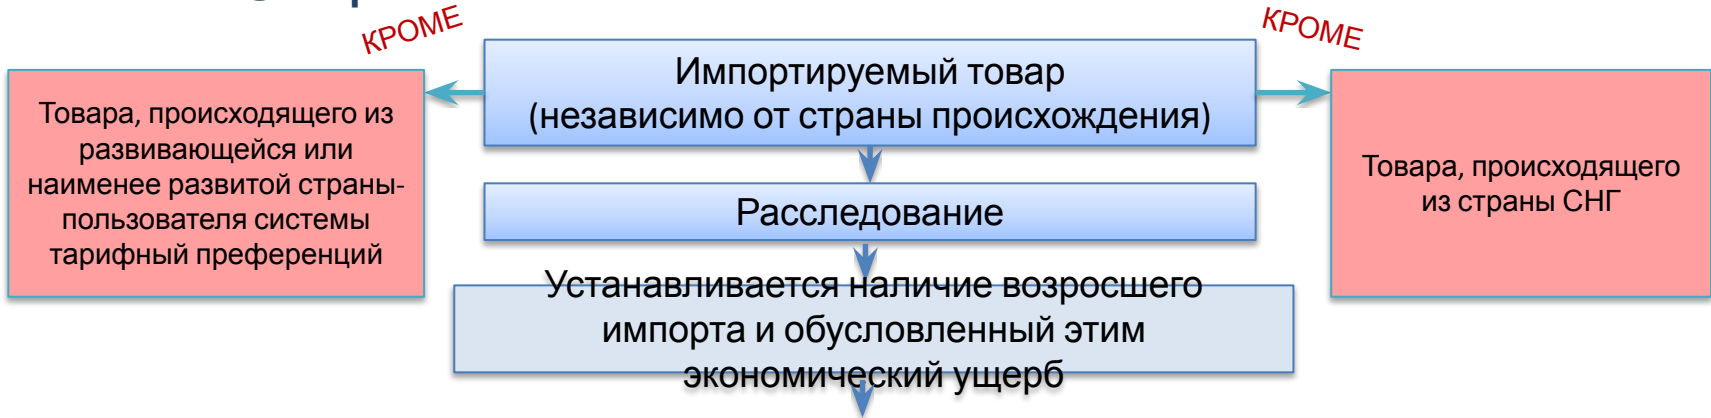 КРОМЕ
КРОМЕ
Импортируемый товар
(независимо от страны происхождения)
Товара, происходящего из
развивающейся или
наименее развитой страны-
пользователя системы
тарифный преференций
Товара, происходящего
из страны СНГ
Расследование
Устанавливается наличие возросшего
импорта и обусловленный этим
экономический ущерб